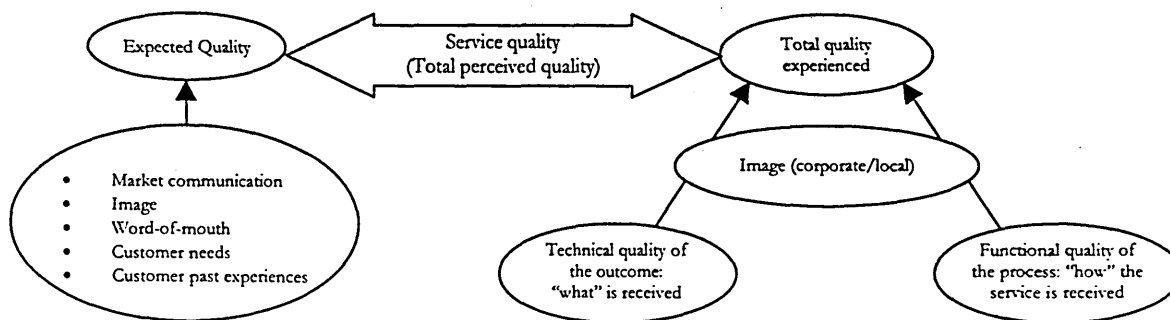 Expected Quality
Service quality
(Total perceived quality)
Total quality
experienced
• Market communication
• Image
• Word-of-mouth
• Customer needs
• Customer past experiences
Image (corporate/local)
Technical quality of
the outcome:
"what" is received
Functional quality of
the process: "how" the
service is received